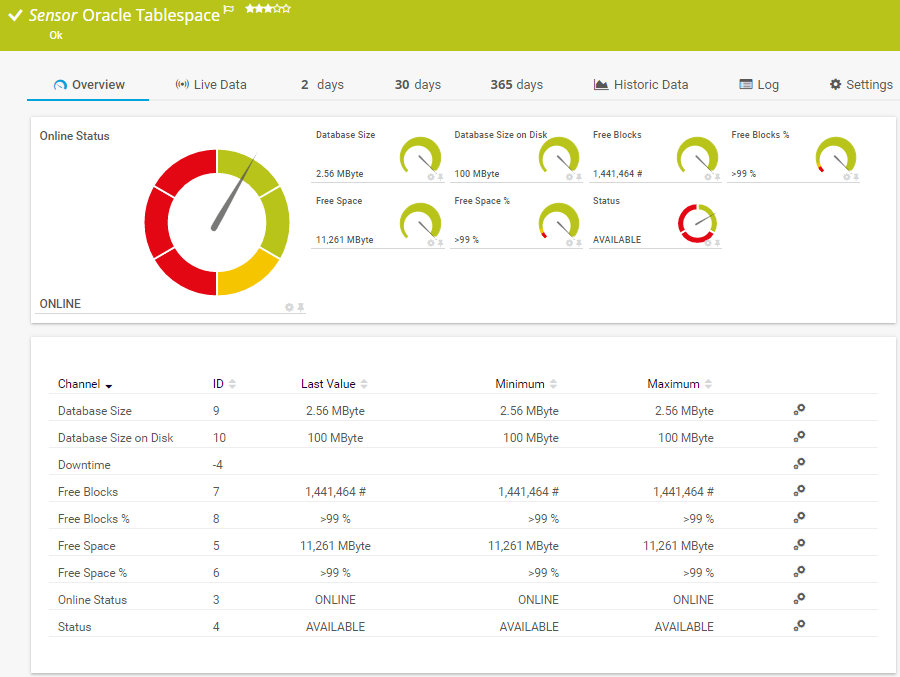 Sensor Oracle Tablespace
Ok
Overview Live Data 2 days 30 days 365 days Historic Data Log Settings
Online Status
ONLINE
Database Size Database Size on Disk Free Blocks Free Blocks %
2.56 MByte 100 MByte 1,441,464 # >99 %
Free Space Free Space % Status
11,261 MByte >99 % AVAILABLE
Channel ID Last Value Minimum Maximum
Database Size 9 2.56 MByte 2.56 MByte 2.56 MByte
Database Size on Disk 10 100 MByte 100 MByte 100 MByte
Downtime -4
Free Blocks 7 1,441,464 # 1,441,464 # 1,441,464 #
Free Blocks % 8 >99 % >99 % >99 %
Free Space 5 11,261 MByte 11,261 MByte 11,261 MByte
Free Space % 6 >99 % >99 % >99 %
Online Status 3 ONLINE ONLINE ONLINE
Status 4 AVAILABLE AVAILABLE AVAILABLE